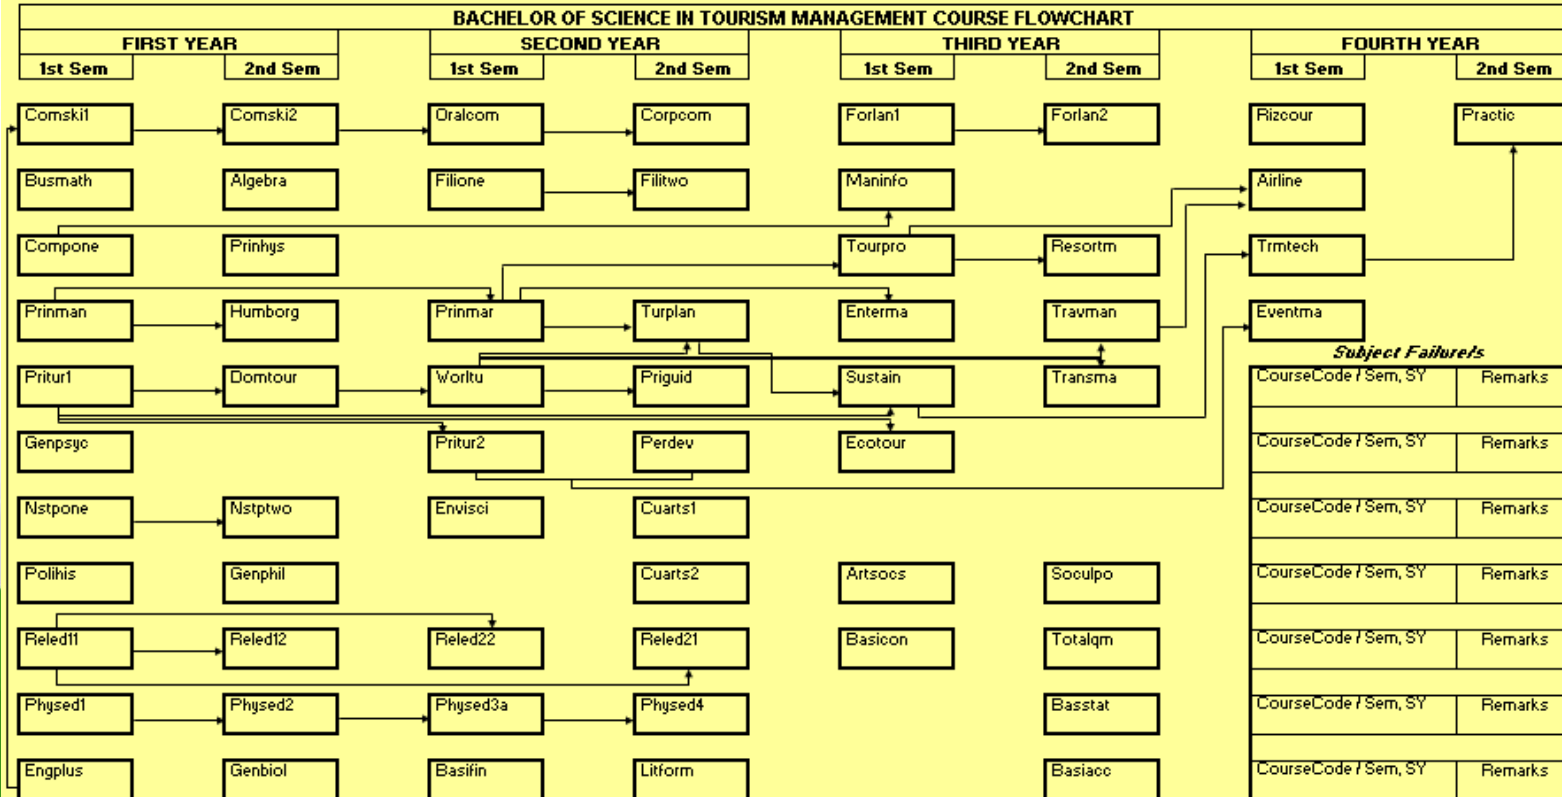 BACHELOR OF SCIENCE IN TOURISM MANAGEMENT COURSE FLOWCHART
FIRST YEAR SECOND YEAR THIRD YEAR FOURTH YEAR
1st Sem 2nd Sem 1st Sem 2nd Sem 1st Sem 2nd Sem 1st Sem 2nd Sem
Comski1 Comski2 Oralcom Corpcom Forlan1 Forlan2 Rizcour Practic
Busmath Algebra Filione Filitwo Maninfo Airline
Compone Prinhys Tourpro Resortm Trmtech
Prinman Humborg Prinmar Turplan Enterma Travman Eventma
Subject Failure/s
Pritur1 Domtour Worltu Priguid Sustain Transma CourseCode / Sem, SY Remarks
Genpsyc Pritur2 Perdev Ecotour CourseCode / Sem, SY Remarks
Nstpone Nstptwo Envisci Cuarts1 CourseCode / Sem, SY Remarks
Polihis Genphil Cuarts2 Artsocs Soculpo CourseCode / Sem, SY Remarks
Reled11 Reled12 Reled22 Reled21 Basicon Totalqm CourseCode / Sem, SY Remarks
Physed1 Physed2 Physed3a Physed4 Basstat CourseCode / Sem, SY Remarks
Engplus Genbiol Basifin Litform Basiacc CourseCode / Sem, SY Remarks